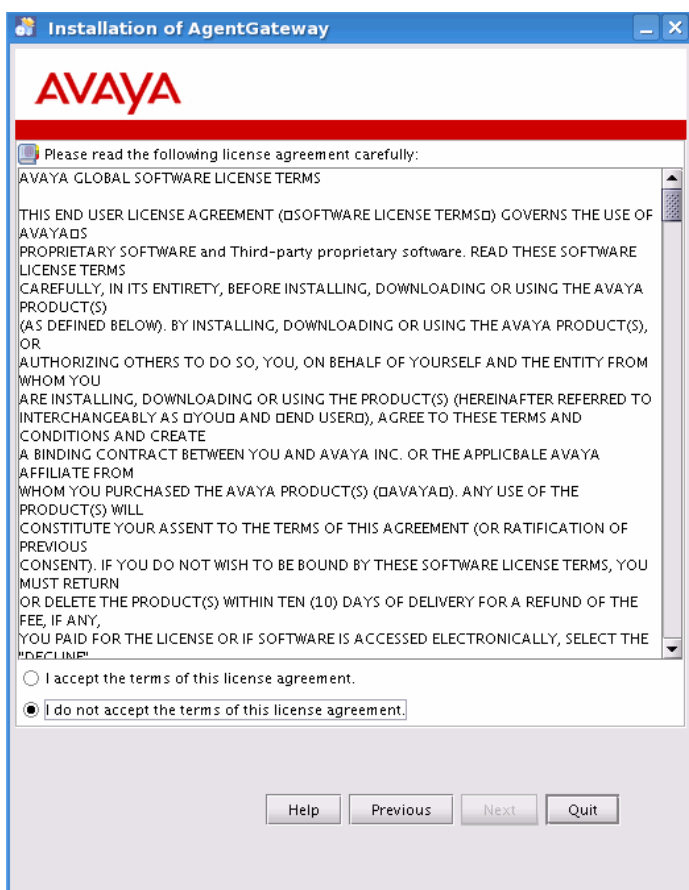 Installation of AgentGateway
AVAYA
Please read the following license agreement carefully:
AVAYA GLOBAL SOFTWARE LICENSE TERMS
THIS END USER LICENSE AGREEMENT (□SOFTWARE LICENSE TERMS□) GOVERNS THE USE OF
AVAYA□S
PROPRIETARY SOFTWARE and Third-party proprietary software. READ THESE SOFTWARE
LICENSE TERMS
CAREFULLY, IN ITS ENTIRETY, BEFORE INSTALLING, DOWNLOADING OR USING THE AVAYA
PRODUCT(S)
(AS DEFINED BELOW). BY INSTALLING, DOWNLOADING OR USING THE AVAYA PRODUCT(S),
OR
AUTHORIZING OTHERS TO DO SO, YOU, ON BEHALF OF YOURSELF AND THE ENTITY FROM
WHOM YOU
ARE INSTALLING, DOWNLOADING OR USING THE PRODUCT(S) (HEREINAFTER REFERRED TO
INTERCHANGEABLY AS □YOU□ AND □END USER□), AGREE TO THESE TERMS AND
CONDITIONS AND CREATE
A BINDING CONTRACT BETWEEN YOU AND AVAYA INC. OR THE APPLICBALE AVAYA
AFFILIATE FROM
WHOM YOU PURCHASED THE AVAYA PRODUCT(S) (□AVAYA□). ANY USE OF THE
PRODUCT(S) WILL
CONSTITUTE YOUR ASSENT TO THE TERMS OF THIS AGREEMENT (OR RATIFICATION OF
PREVIOUS
CONSENT). IF YOU DO NOT WISH TO BE BOUND BY THESE SOFTWARE LICENSE TERMS, YOU
MUST RETURN
OR DELETE THE PRODUCT(S) WITHIN TEN (10) DAYS OF DELIVERY FOR A REFUND OF THE
FEE, IF ANY,
YOU PAID FOR THE LICENSE OR IF SOFTWARE IS ACCESSED ELECTRONICALLY, SELECT THE
"DECLINE"
I accept the terms of this license agreement.
I do not accept the terms of this license agreement.
Help Previous Next Quit